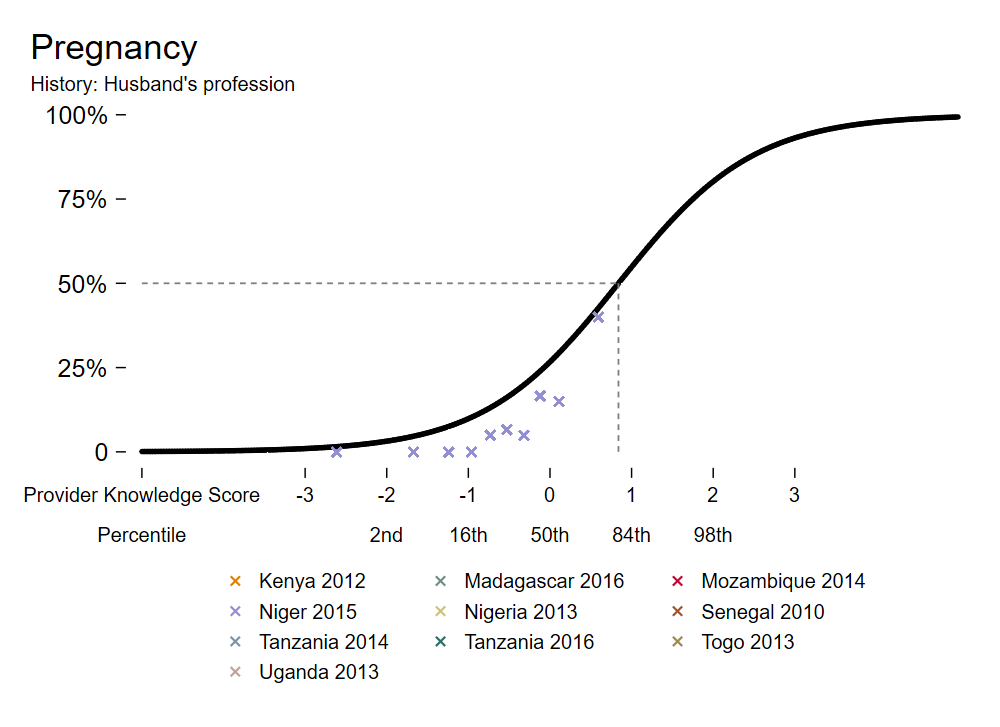 Pregnancy
History: Husband's profession
100%
75%
50%
25%
0
Provider Knowledge Score -3 -2 -1 0 1 2 3
Percentile 2nd 16th 50th 84th 98th
Kenya 2012 Madagascar 2016 Mozambique 2014
Niger 2015 Nigeria 2013 Senegal 2010
Tanzania 2014 Tanzania 2016 Togo 2013
Uganda 2013